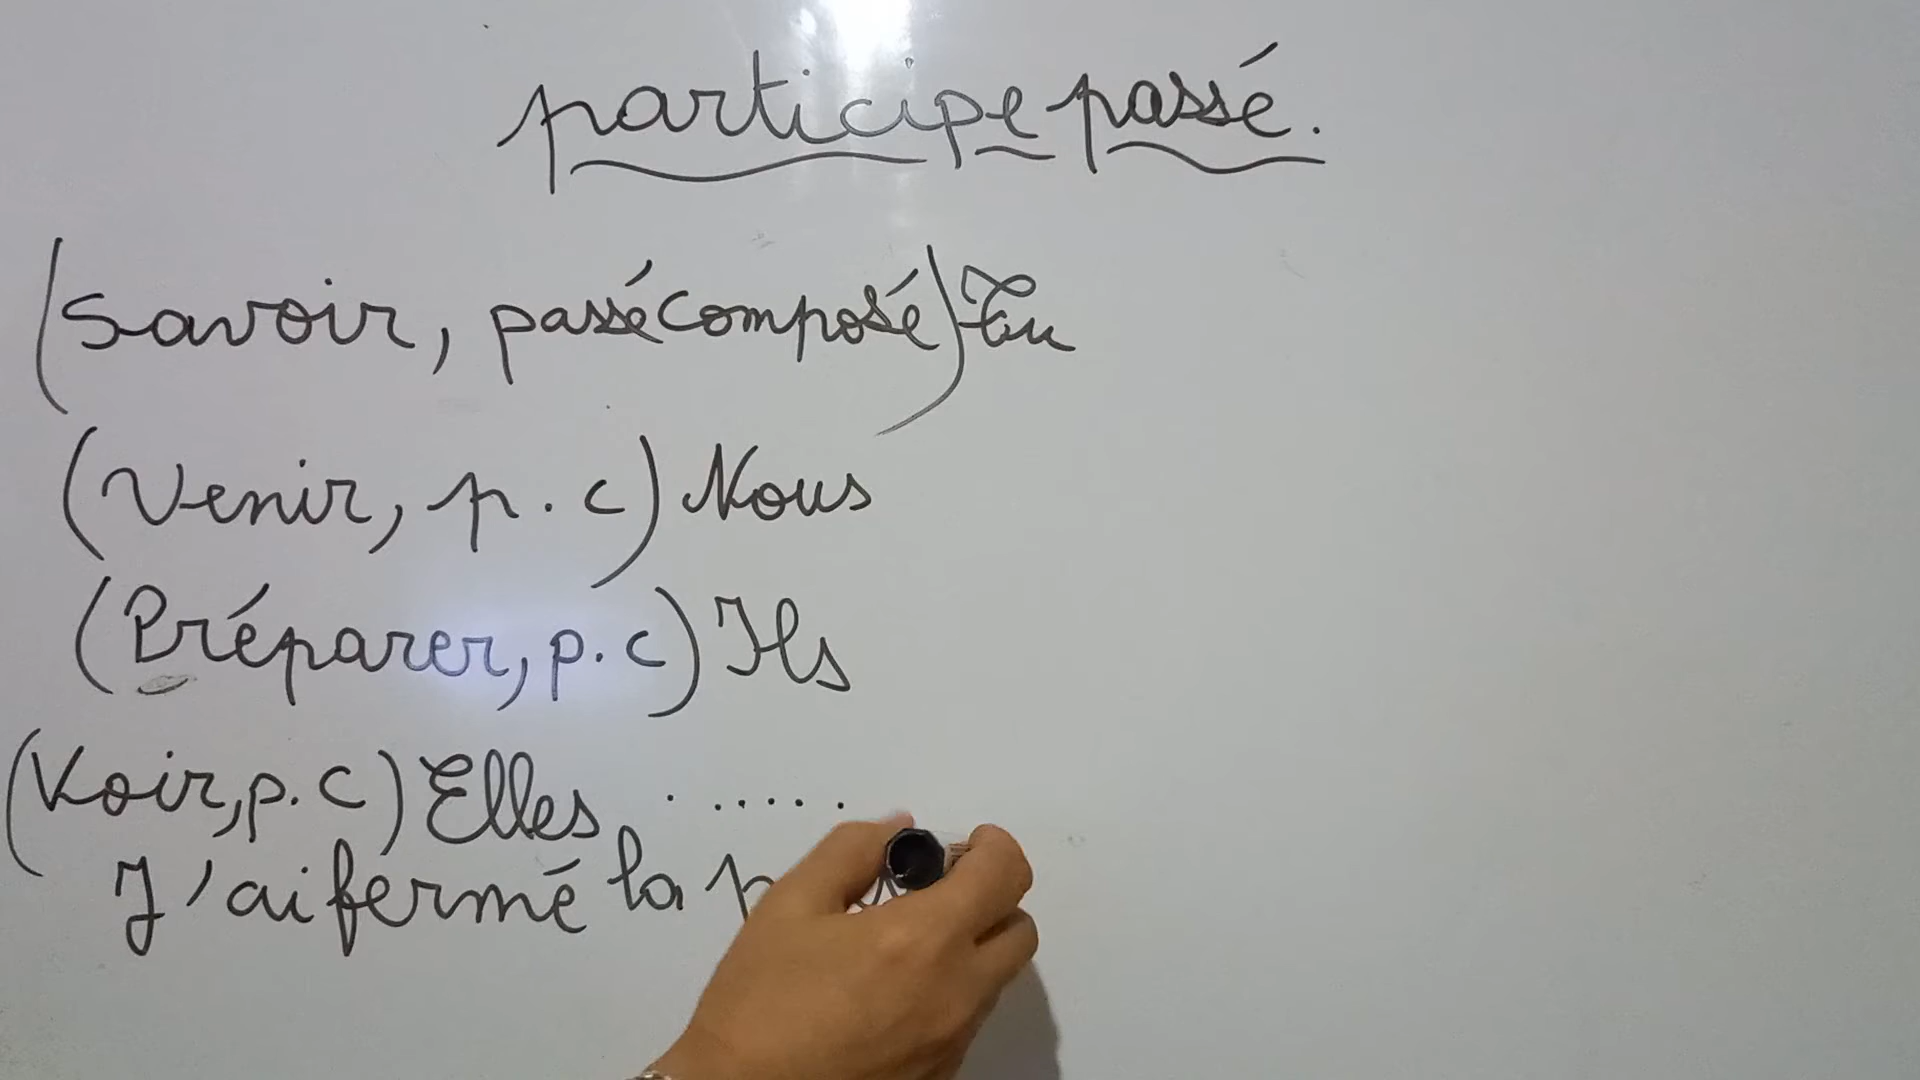 participe passé.
(Savoir, passé composé) Tu
(Venir, p.c) Nous
(Préparer, p.c) Ils
(Voir, p.c) Elles . .....
J'ai fermé la